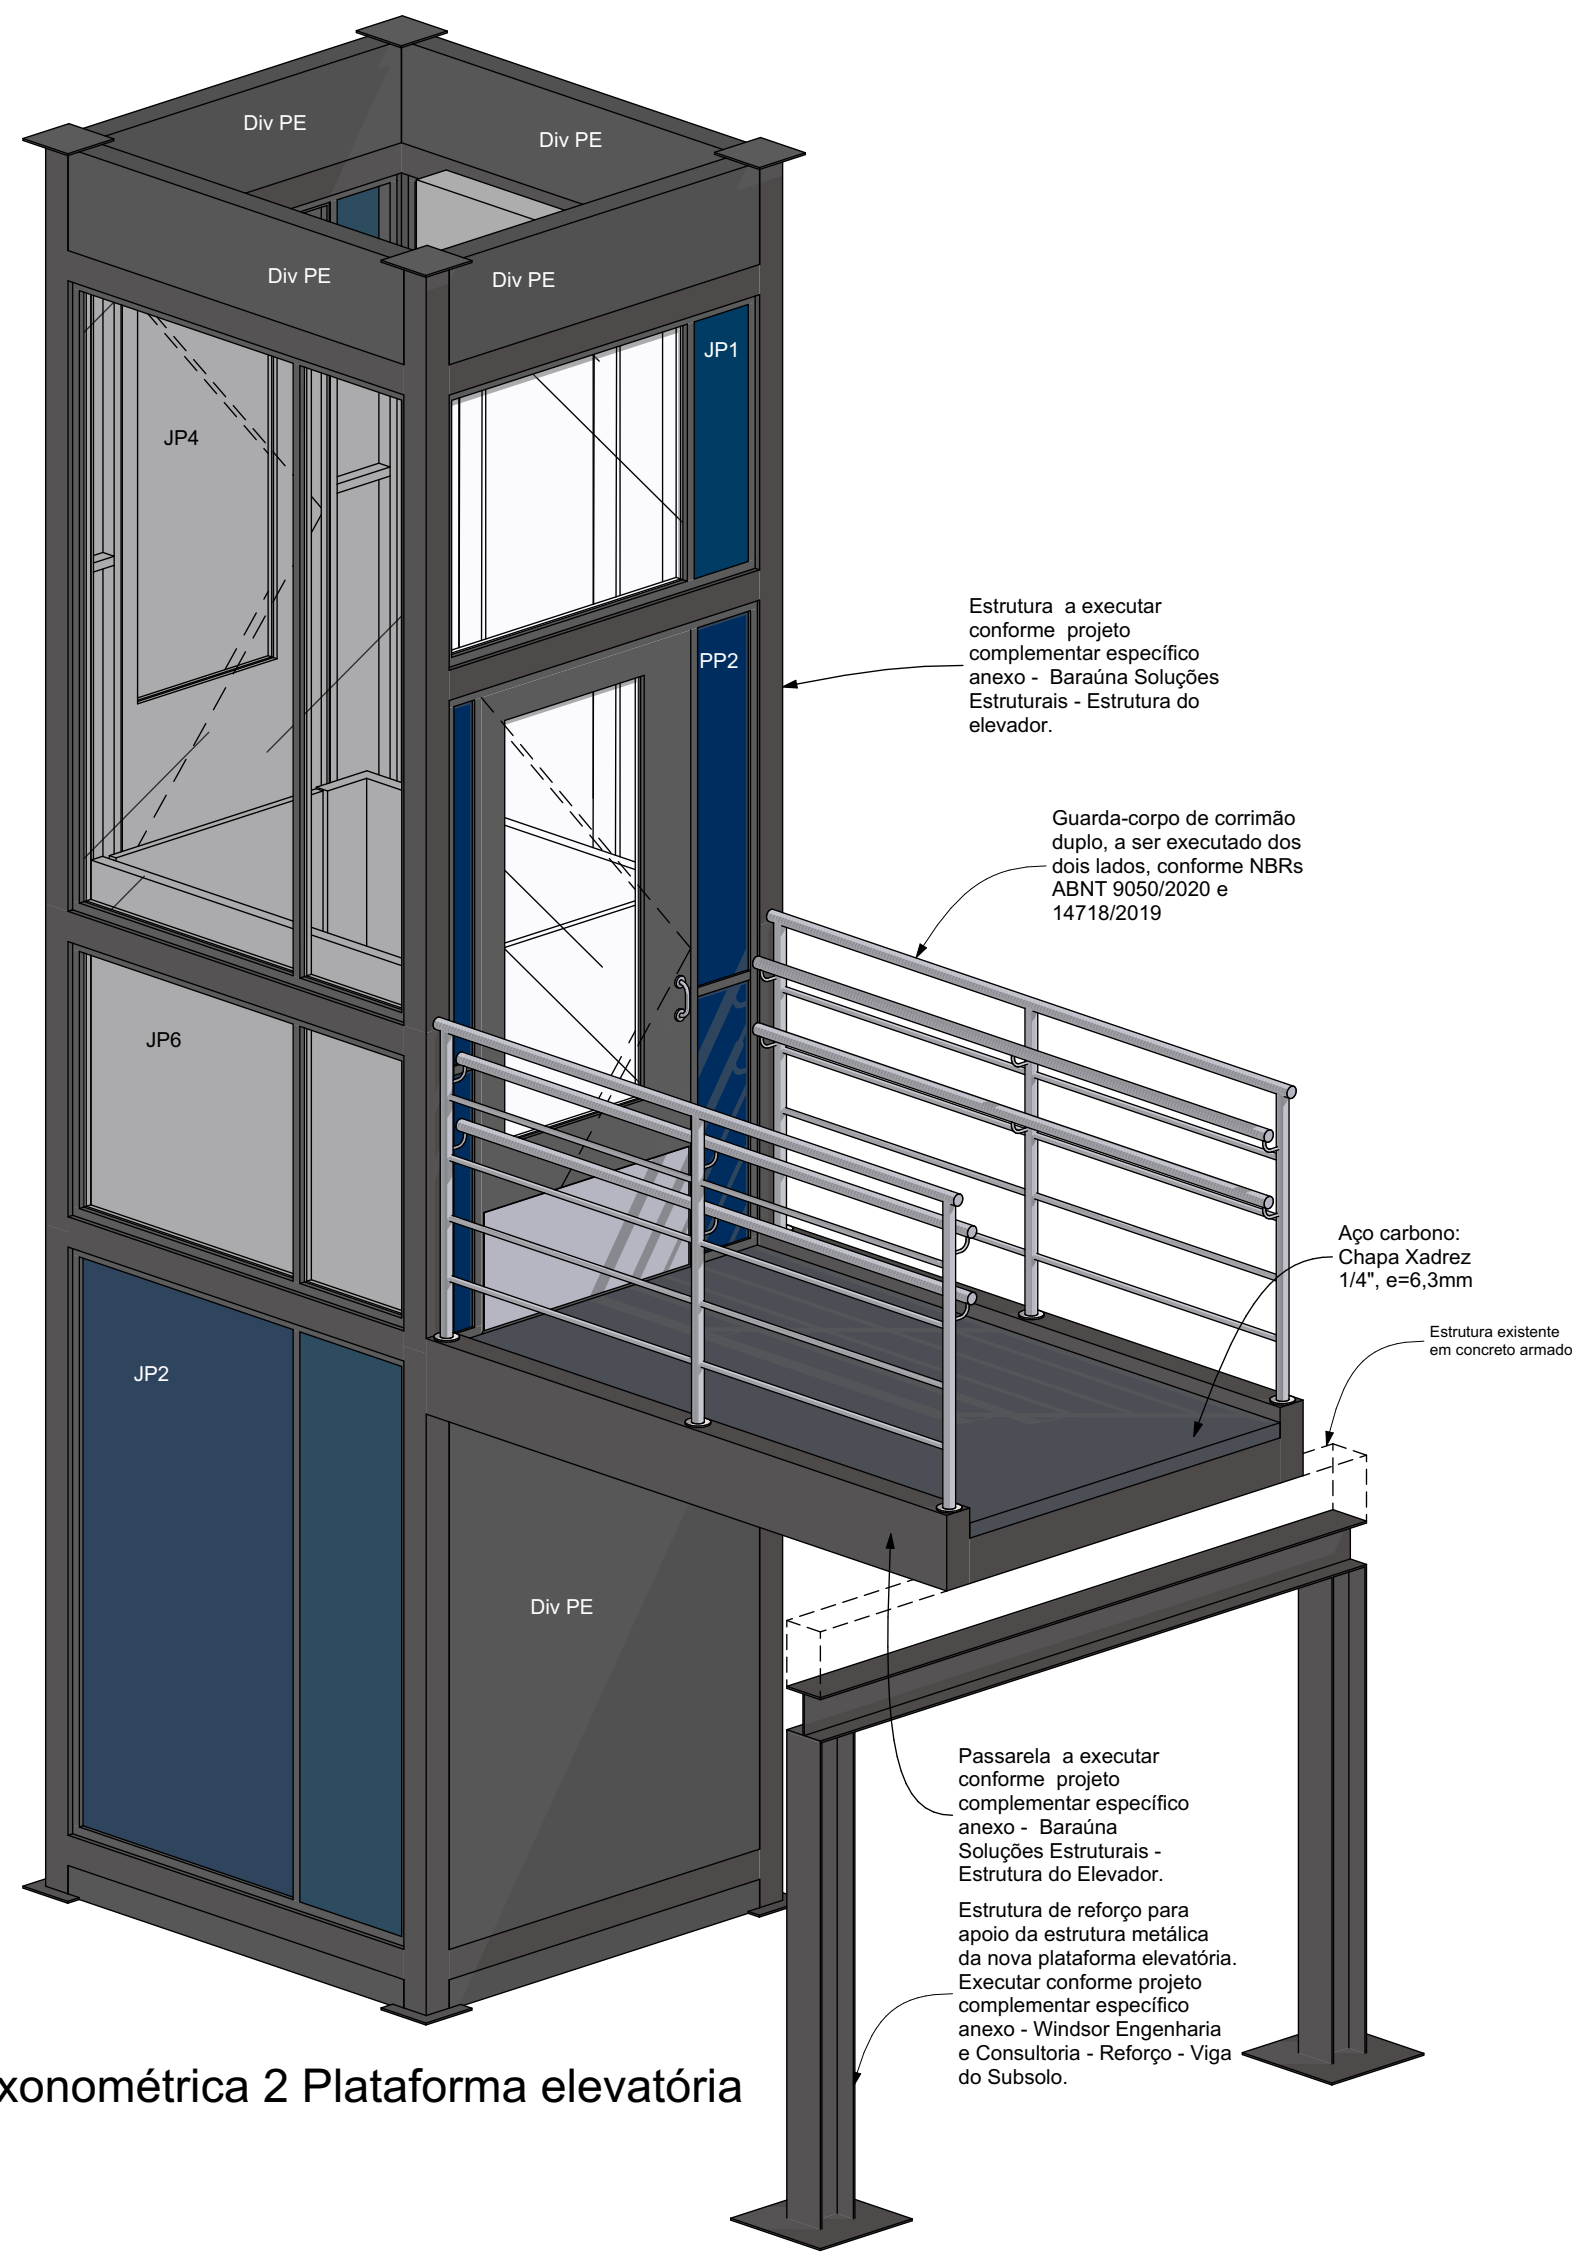 Div PE
Div PE
Div PE
Div PE
JP1
JP4
PP2
Estrutura a executar
conforme projeto
complementar específico
anexo - Baraúna Soluções
Estruturais - Estrutura do
elevador.
Guarda-corpo de corrimão
duplo, a ser executado dos
dois lados, conforme NBRs
ABNT 9050/2020 e
14718/2019
JP6
Aço carbono:
Chapa Xadrez
1/4", e=6,3mm
Estrutura existente
em concreto armado
JP2
Div PE
Passarela a executar
conforme projeto
complementar específico
anexo - Baraúna
Soluções Estruturais -
Estrutura do Elevador.
Estrutura de reforço para
apoio da estrutura metálica
da nova plataforma elevatória.
Executar conforme projeto
complementar específico
anexo - Windsor Engenharia
e Consultoria - Reforço - Viga
do Subsolo.
xonométrica 2 Plataforma elevatória